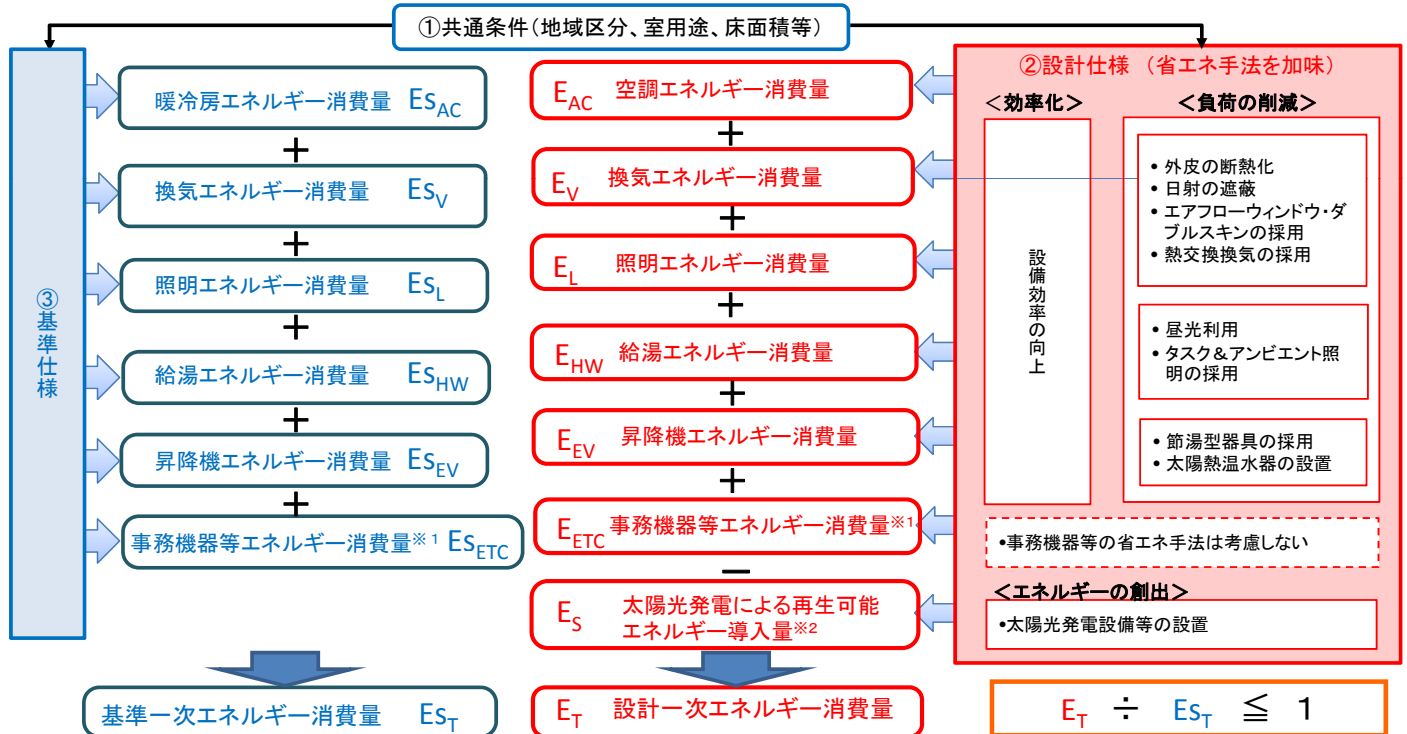 ①共通条件（地域区分、室用途、床面積等）
③基準仕様
暖冷房エネルギー消費量 EsAC
＋
換気エネルギー消費量 EsV
＋
照明エネルギー消費量 EsL
＋
給湯エネルギー消費量 EsHW
＋
昇降機エネルギー消費量 EsEV
＋
事務機器等エネルギー消費量※1 EsETC
基準一次エネルギー消費量 EsT
EAC 空調エネルギー消費量
＋
EV 換気エネルギー消費量
＋
EL 照明エネルギー消費量
＋
EHW 給湯エネルギー消費量
＋
EEV 昇降機エネルギー消費量
＋
EETC 事務機器等エネルギー消費量※1
－
ES 太陽光発電による再生可能
エネルギー導入量※2
ET 設計一次エネルギー消費量
②設計仕様 （省エネ手法を加味）
＜効率化＞
設備効率の向上
＜負荷の削減＞
• 外皮の断熱化
• 日射の遮蔽
• エアフローウィンドウ・ダ
ブルスキンの採用
• 熱交換換気の採用
• 昼光利用
• タスク＆アンビエント照
明の採用
• 節湯型器具の採用
• 太陽熱温水器の設置
•事務機器等の省エネ手法は考慮しない
＜エネルギーの創出＞
•太陽光発電設備等の設置
ET ÷ EsT ≦ 1